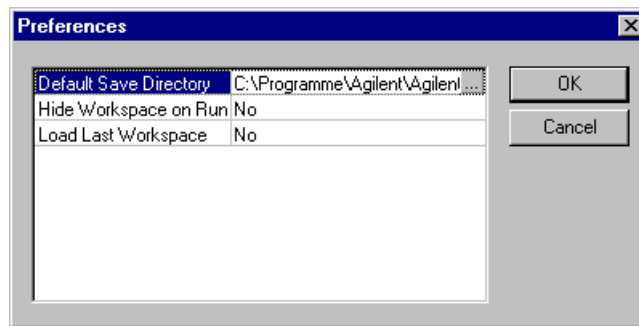 Preferences
Default Save Directory C:\Programme\Agilent\Agilent ...
Hide Workspace on Run No
Load Last Workspace No
OK
Cancel